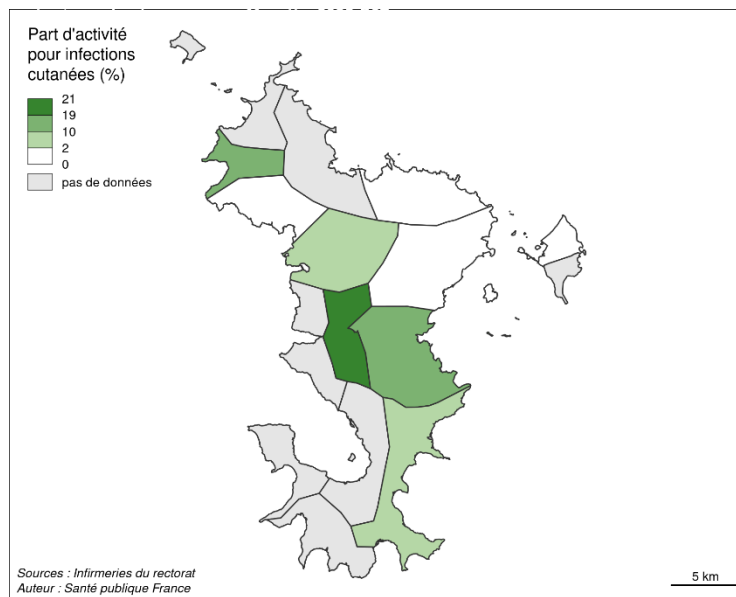 Part d'activité
pour infections
cutanées (%)
21
19
10
2
0
pas de données
Sources : Infirmeries du rectorat
Auteur : Santé publique France
5 km